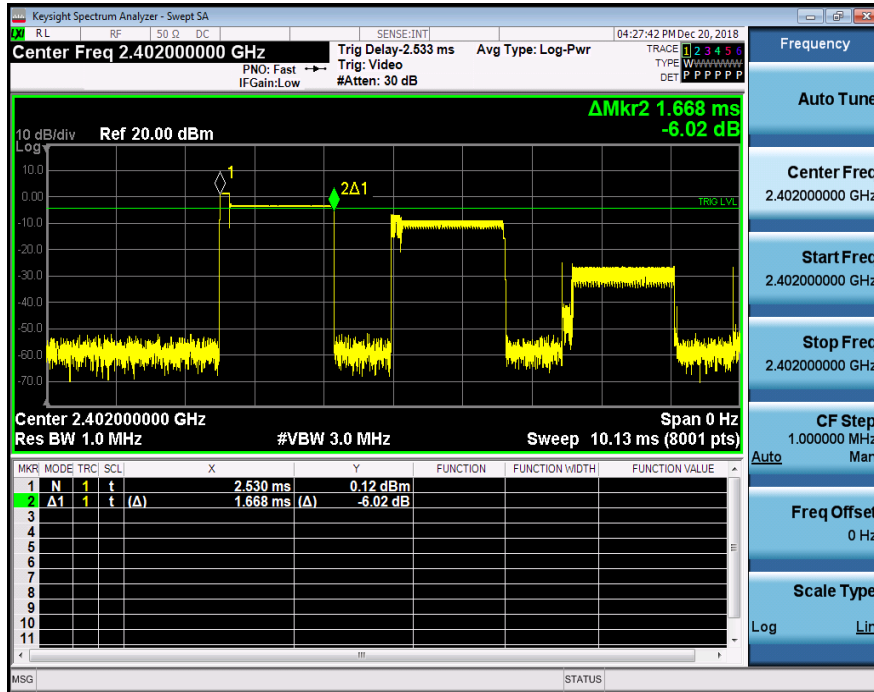 Keysight Spectrum Analyzer - Swept SA
LXI RL RF 50 Ω DC SENSE:INT 04:27:42 PM Dec 20, 2018
Center Freq 2.402000000 GHz
PNO: Fast
IFGain:Low
Trig Delay-2.533 ms
Trig: Video
#Atten: 30 dB
Avg Type: Log-Pwr
TRACE 1 2 3 4 5 6
TYPE WWWWWW
DET P P P P P P
ΔMkr2 1.668 ms
-6.02 dB
10 dB/div Ref 20.00 dBm
Log
10.0
0.00
-10.0
-20.0
-30.0
-40.0
-50.0
-60.0
-70.0
1
2Δ1
TRIG LVL
Center 2.402000000 GHz Span 0 Hz
Res BW 1.0 MHz #VBW 3.0 MHz Sweep 10.13 ms (8001 pts)
MKR MODE TRC SCL X Y FUNCTION FUNCTION WIDTH FUNCTION VALUE
1 N 1 t 2.530 ms 0.12 dBm
2 Δ1 1 t (Δ) 1.668 ms (Δ) -6.02 dB
3
4
5
6
7
8
9
10
11
MSG STATUS
Frequency
Auto Tune
Center Freq
2.402000000 GHz
Start Freq
2.402000000 GHz
Stop Freq
2.402000000 GHz
CF Step
1.000000 MHz
Auto Man
Freq Offset
0 Hz
Scale Type
Log Lin